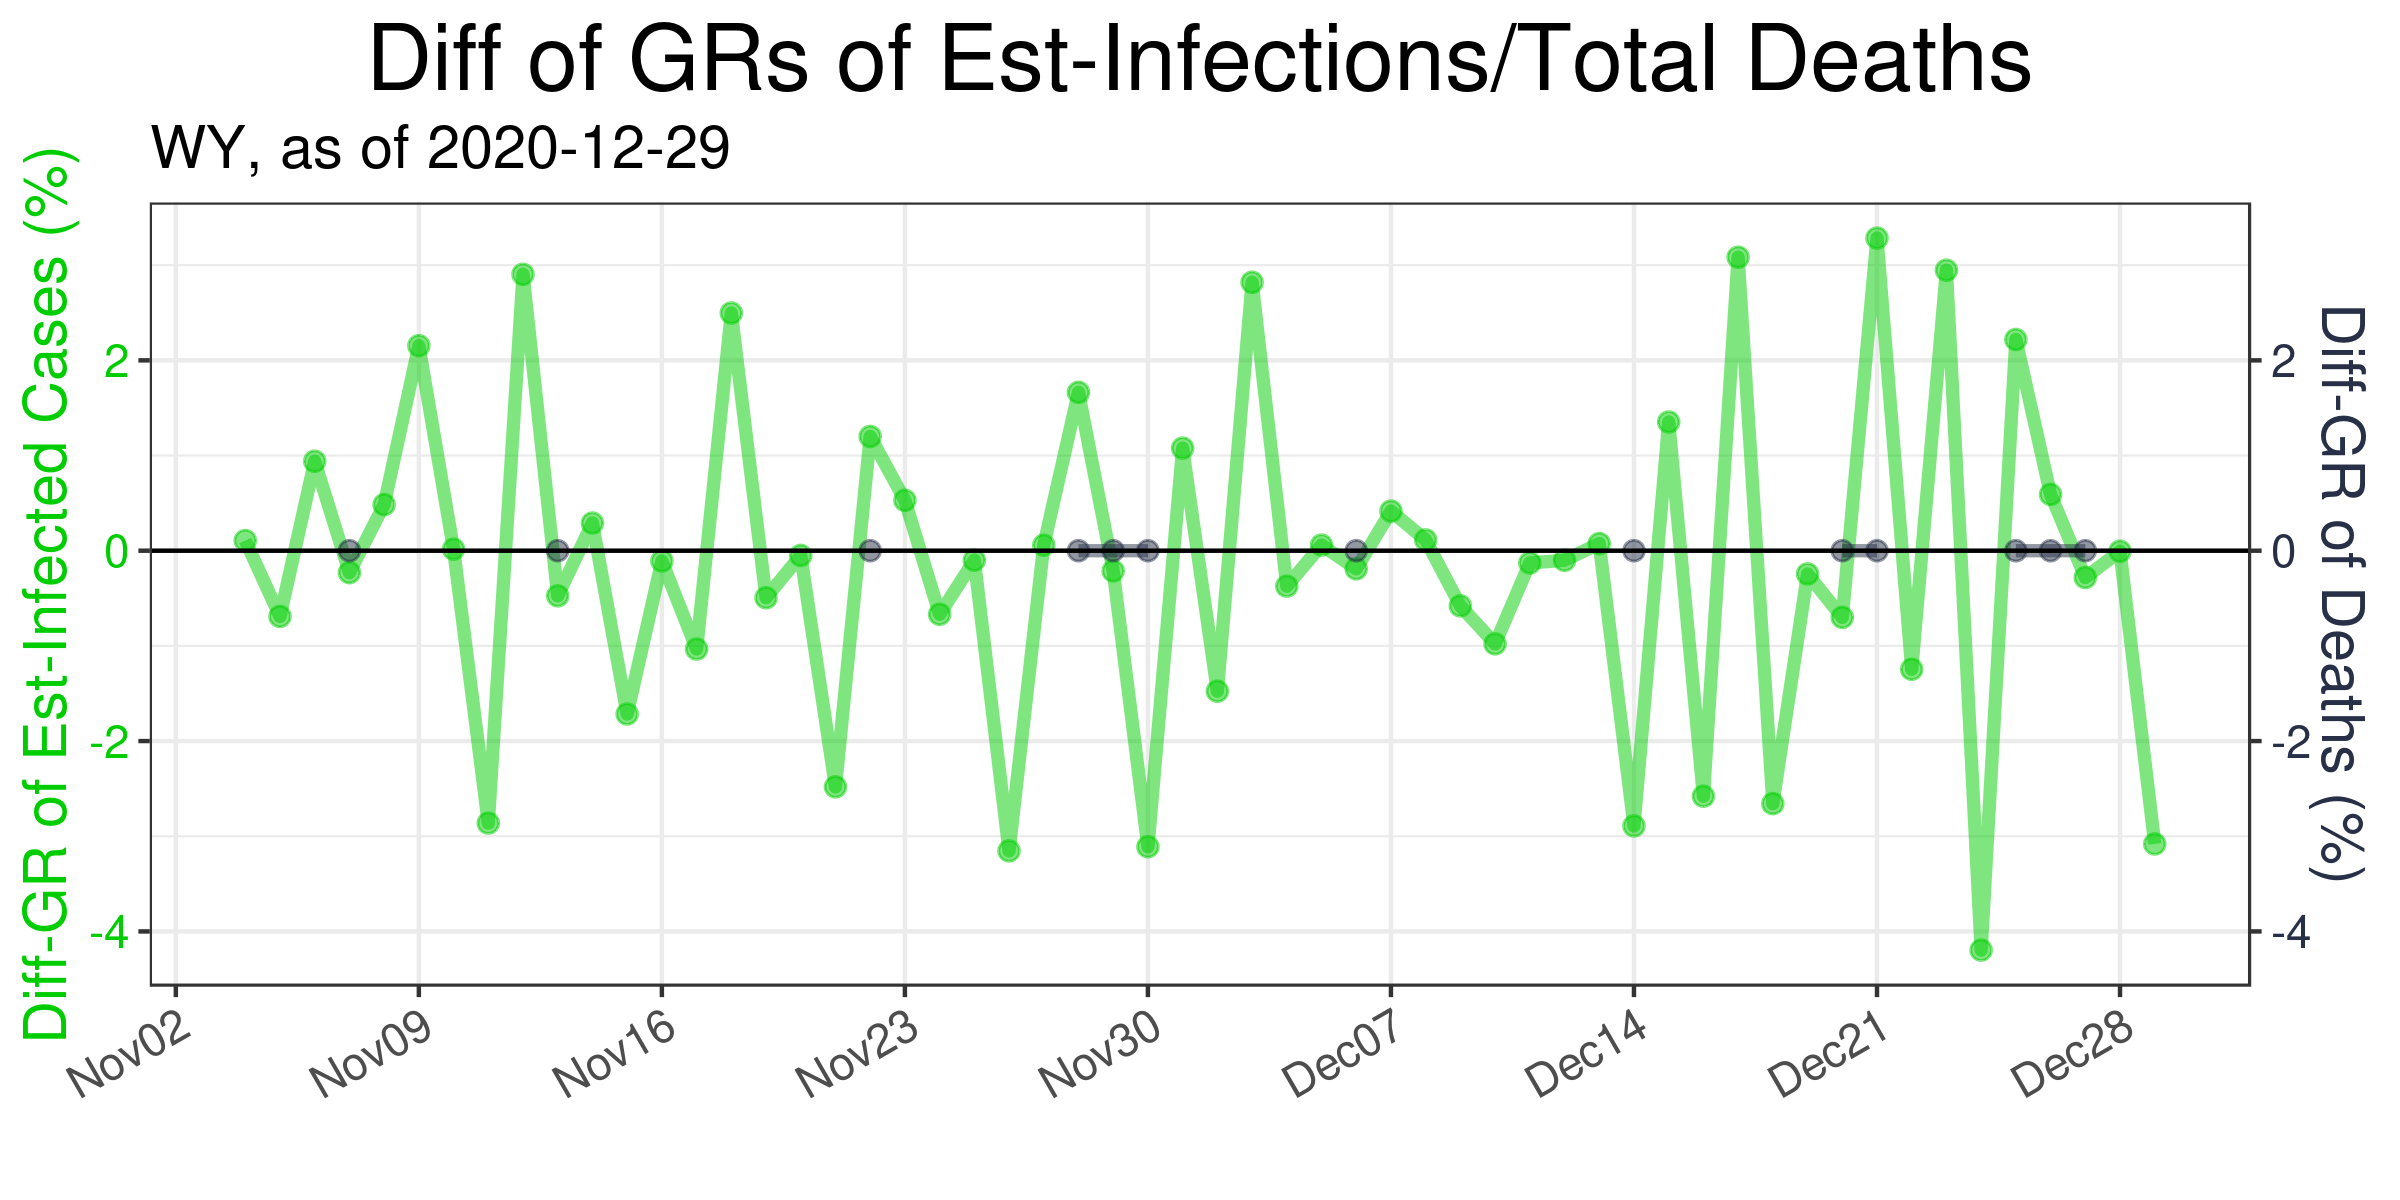 Diff of GRs of Est-Infections/Total Deaths
WY, as of 2020-12-29
Diff-GR of Est-Infected Cases (%)
2
0
-2
-4
2
0
-2
-4
Diff-GR of Deaths (%)
Nov02
Nov09
Nov16
Nov23
Nov30
Dec07
Dec14
Dec21
Dec28